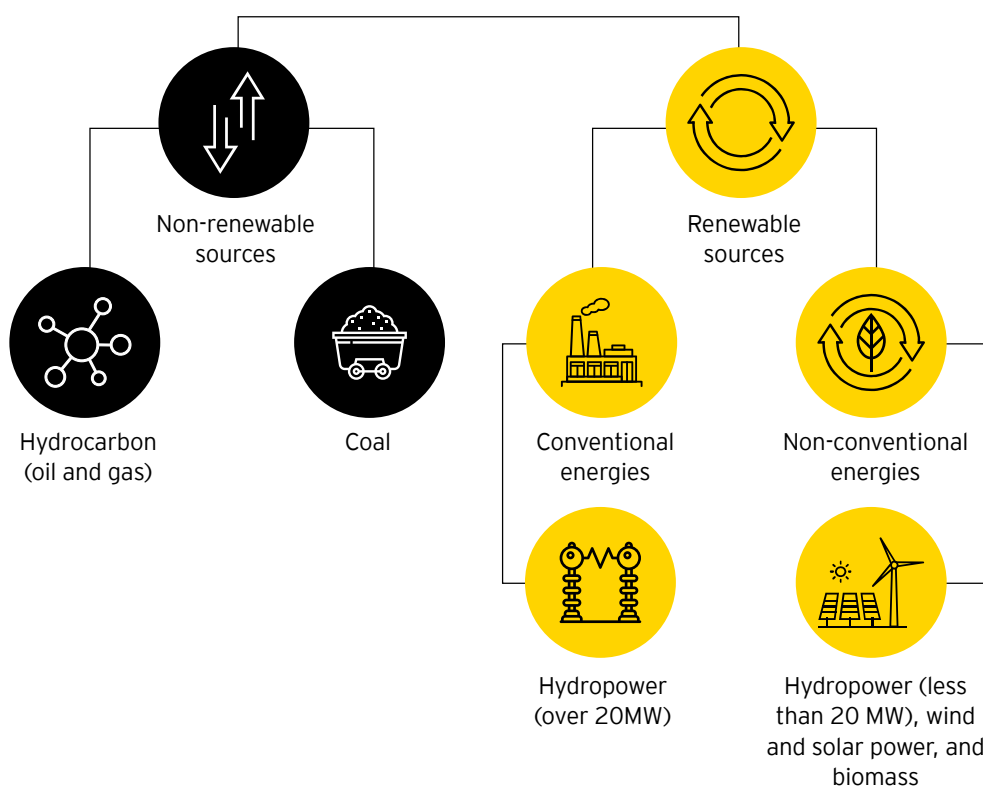 Non-renewable
sources
Renewable
sources
Hydrocarbon
(oil and gas)
Coal
Conventional
energies
Non-conventional
energies
Hydropower
(over 20MW)
Hydropower (less
than 20 MW), wind
and solar power, and
biomass